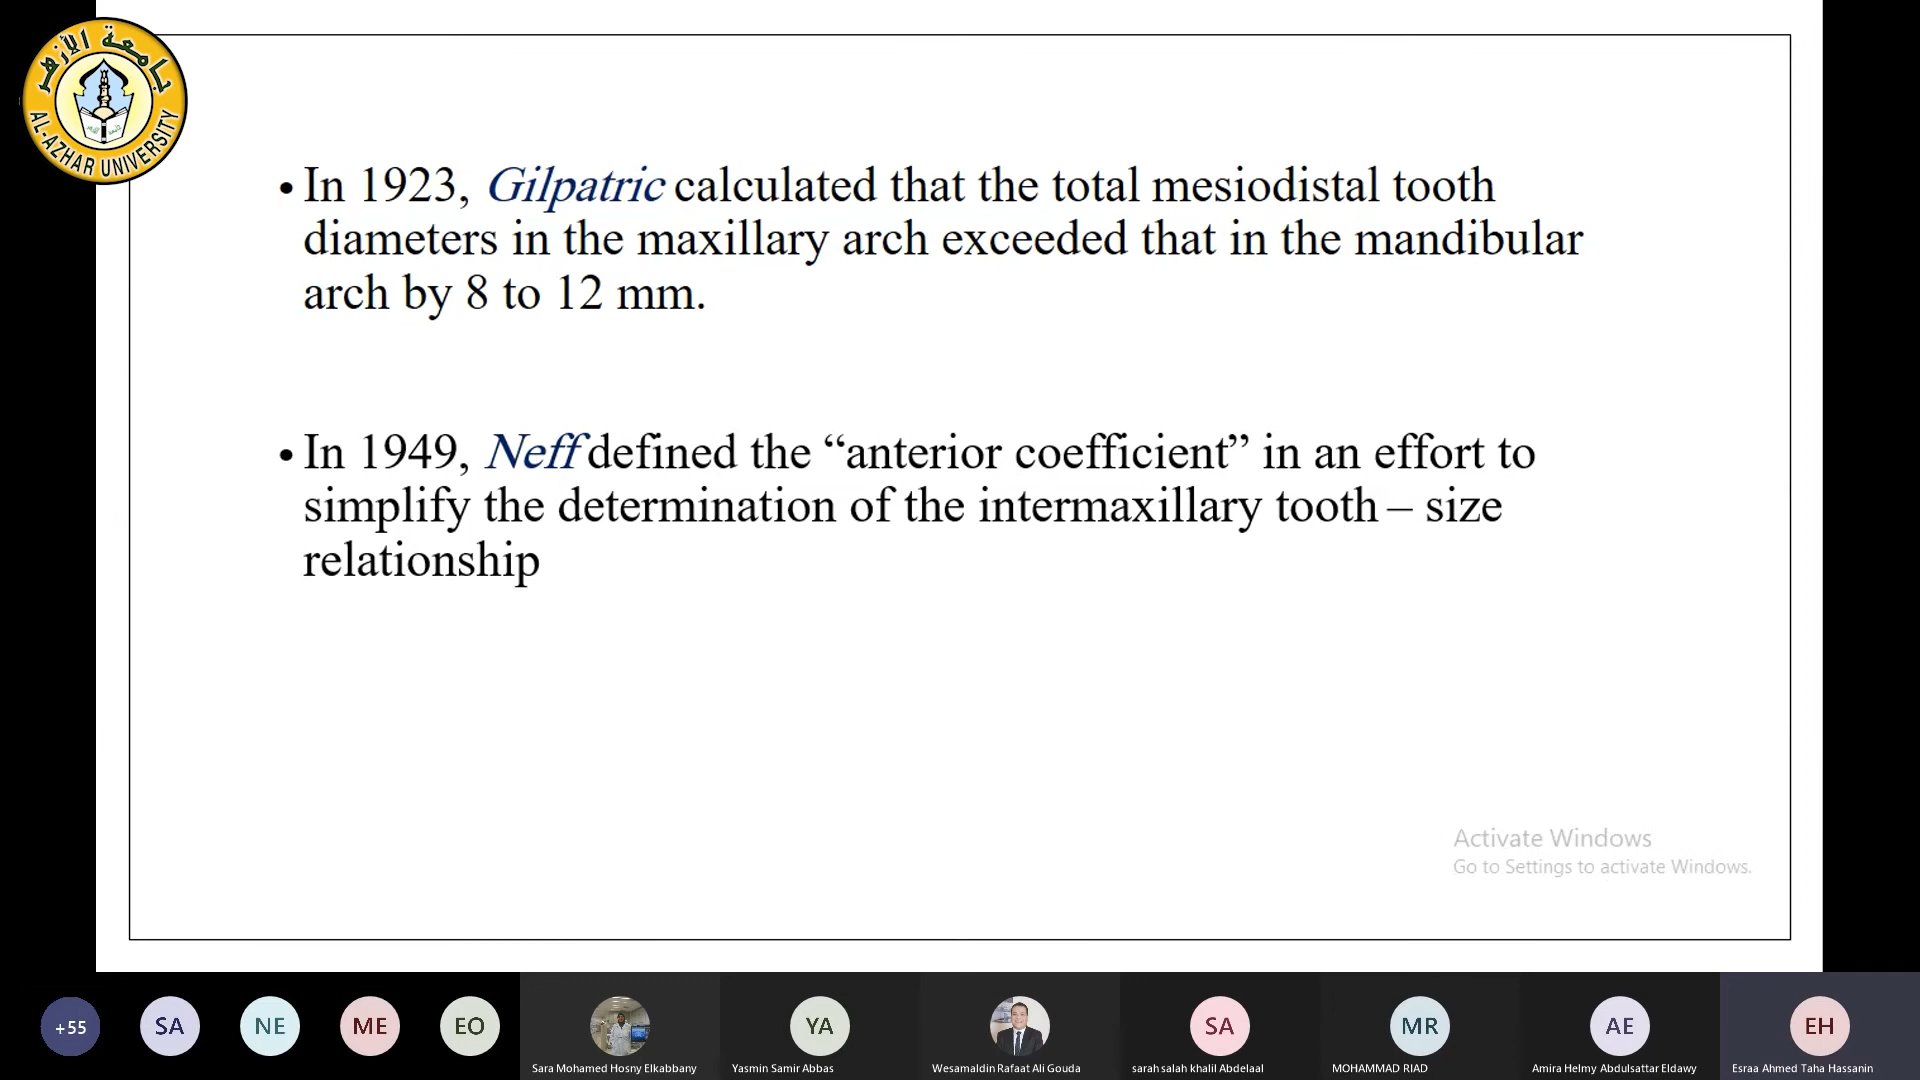 جامعة الأزهر
AL-AZHAR UNIVERSITY
• In 1923, Gilpatric calculated that the total mesiodistal tooth
diameters in the maxillary arch exceeded that in the mandibular
arch by 8 to 12 mm.
• In 1949, Neff defined the “anterior coefficient” in an effort to
simplify the determination of the intermaxillary tooth – size
relationship
Activate Windows
Go to Settings to activate Windows.
+55
SA
NE
ME
EO
YA
SA
MR
AE
EH
Sara Mohamed Hosny Elkabbany
Yasmin Samir Abbas
Wesamaldin Rafaat Ali Gouda
sarah salah khalil Abdelaal
MOHAMMAD RIAD
Amira Helmy Abdulsattar Eldawy
Esraa Ahmed Taha Hassanin